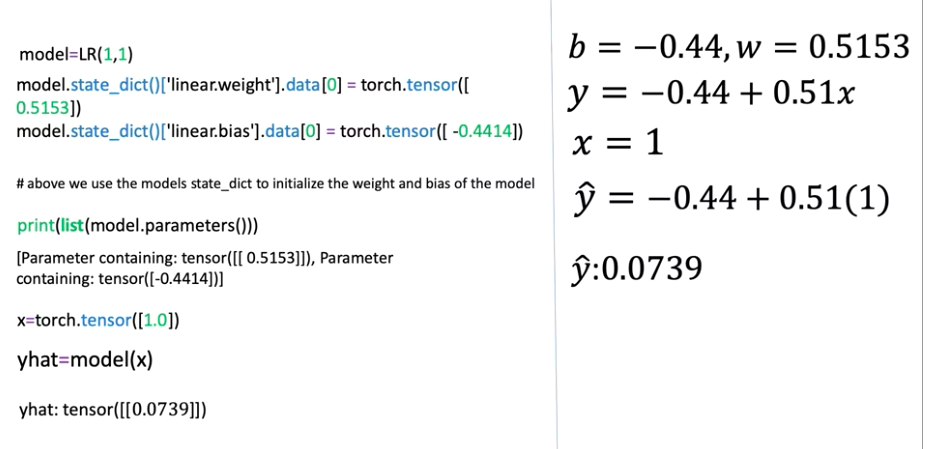 model=LR(1,1)
model.state_dict()['linear.weight'].data[0] = torch.tensor([
0.5153])
model.state_dict()['linear.bias'].data[0] = torch.tensor([ -0.4414])
# above we use the models state_dict to initialize the weight and bias of the model
print(list(model.parameters()))
[Parameter containing: tensor([[ 0.5153]]), Parameter
containing: tensor([-0.4414])]
x=torch.tensor([1.0])
yhat=model(x)
yhat: tensor([[0.0739]])
b = −0.44, w = 0.5153
y = −0.44 + 0.51x
x = 1
ŷ = −0.44 + 0.51(1)
ŷ:0.0739